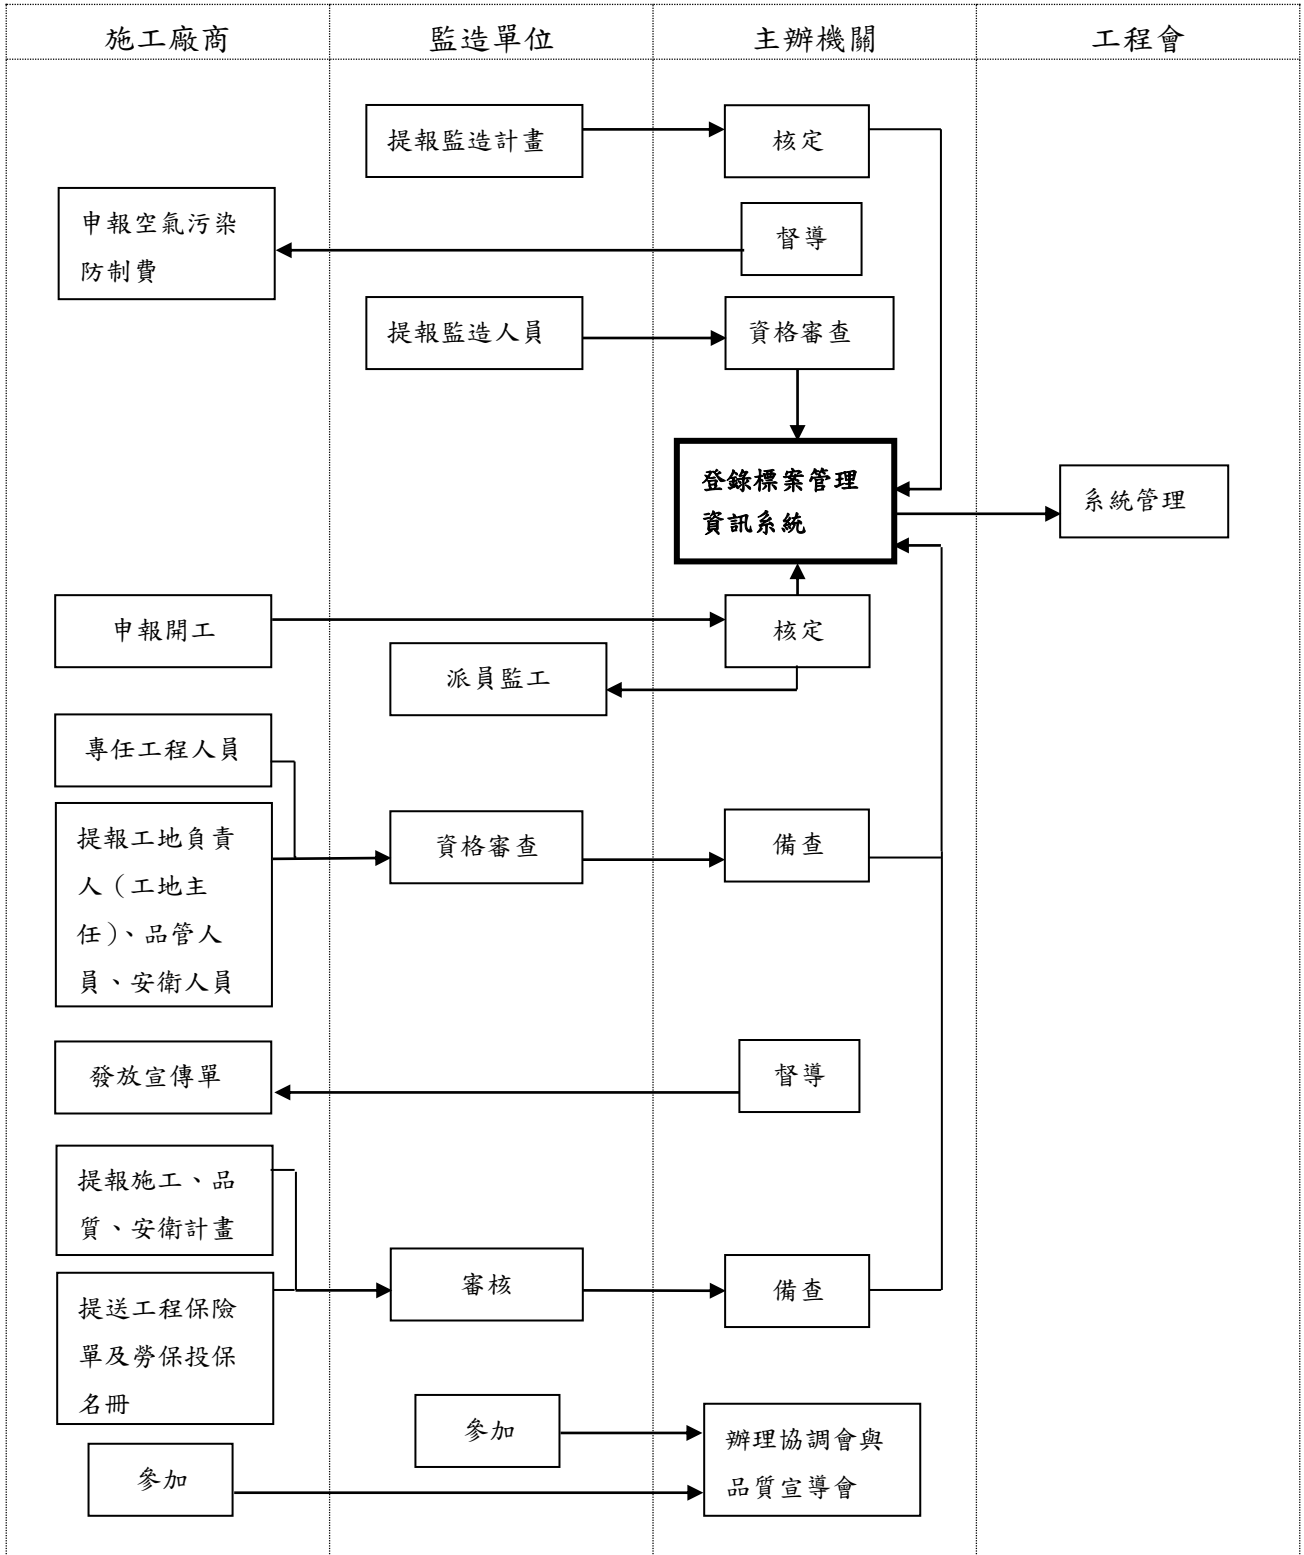 施工廠商
監造單位
主辦機關
工程會
提報監造計畫
核定
申報空氣污染
防制費
督導
提報監造人員
資格審查
登錄標案管理
資訊系統
系統管理
申報開工
核定
派員監工
專任工程人員
提報工地負責
人（工地主
任）、品管人
員、安衛人員
資格審查
備查
發放宣傳單
督導
提報施工、品
質、安衛計畫
審核
備查
提送工程保險
單及勞保投保
名冊
參加
辦理協調會與
品質宣導會
參加